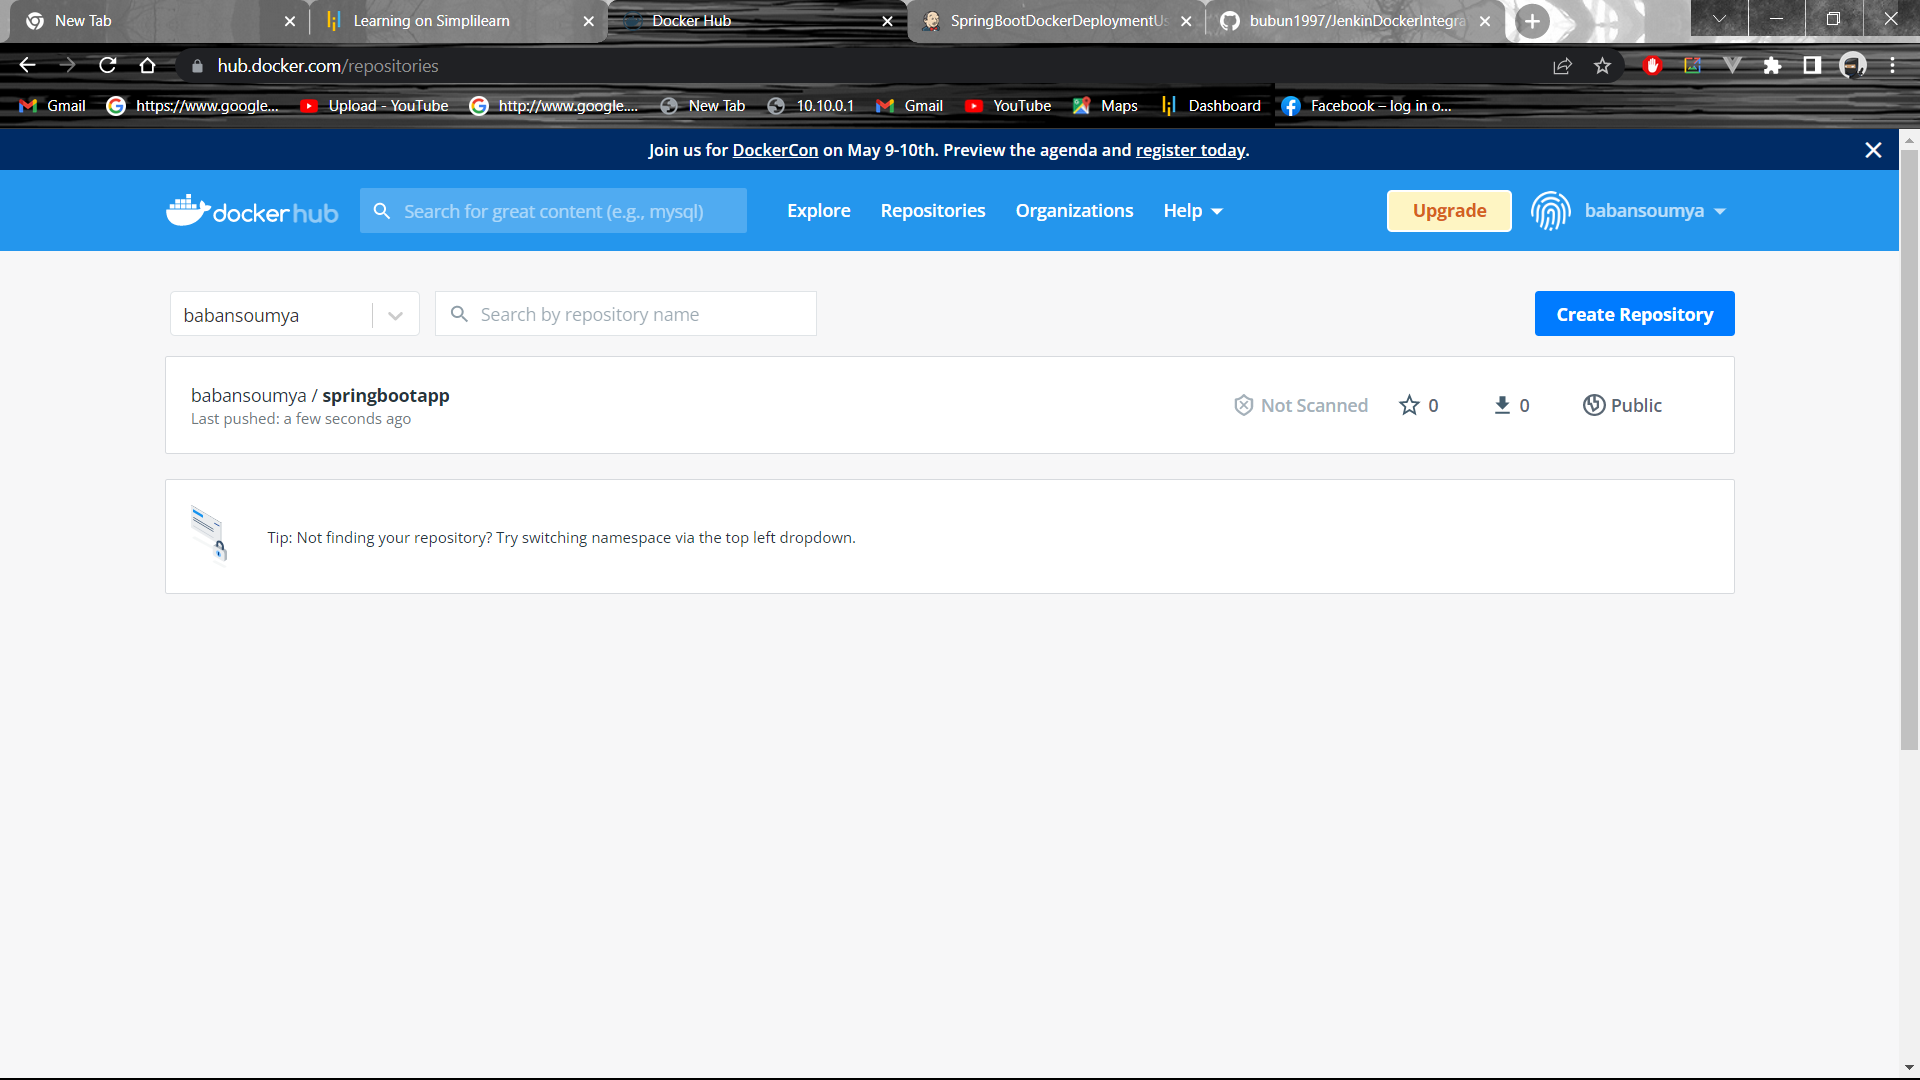 New Tab
Learning on Simplilearn
Docker Hub
SpringBootDockerDeploymentUs
bubun1997/JenkinDockerIntegra
hub.docker.com/repositories
Gmail
https://www.google...
Upload - YouTube
http://www.google....
New Tab
10.10.0.1
Gmail
YouTube
Maps
Dashboard
Facebook – log in o...
Join us for DockerCon on May 9-10th. Preview the agenda and register today.
docker hub
Search for great content (e.g., mysql)
Explore
Repositories
Organizations
Help
Upgrade
babansoumya
babansoumya
Search by repository name
Create Repository
babansoumya / springbootapp
Last pushed: a few seconds ago
Not Scanned
0
0
Public
Tip: Not finding your repository? Try switching namespace via the top left dropdown.